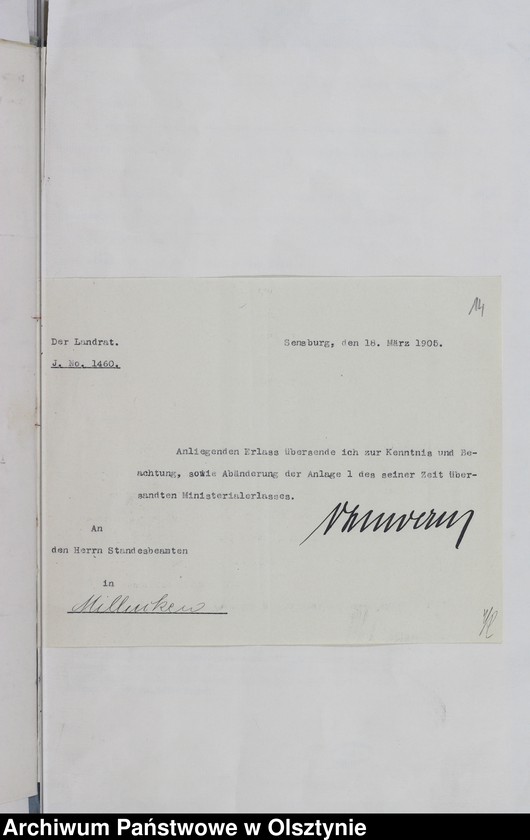 14
Der Landrat.
Sensburg, den 18. März 1905.
J. No. 1460.
Anliegenden Erlass übersende ich zur Kenntnis und Be-
achtung, sowie Abänderung der Anlage 1 des seiner Zeit über-
sandten Ministerialerlasses.
An
den Herrn Standesbeamten
in
Archiwum Państwowe w Olsztynie